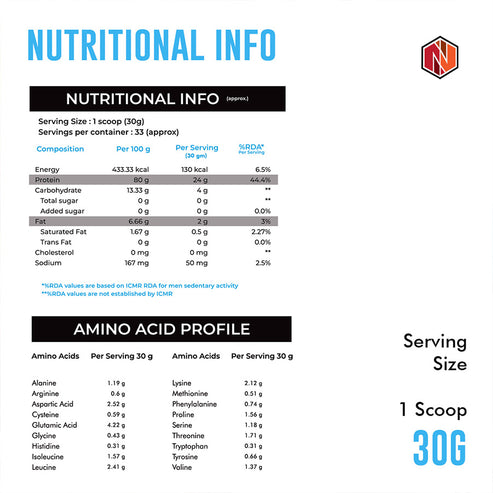 NUTRITIONAL INFO
N
NUTRITIONAL INFO (approx.)
Serving Size : 1 scoop (30g)
Servings per container : 33 (approx)
Composition Per 100 g Per Serving (30 gm) %RDA* Per Serving
Energy 433.33 kcal 130 kcal 6.5%
Protein 80 g 24 g 44.4%
Carbohydrate 13.33 g 4 g **
Total sugar 0 g 0 g **
Added sugar 0 g 0 g 0.0%
Fat 6.66 g 2 g 3%
Saturated Fat 1.67 g 0.5 g 2.27%
Trans Fat 0 g 0 g 0.0%
Cholesterol 0 mg 0 mg **
Sodium 167 mg 50 mg 2.5%
*%RDA values are based on ICMR RDA for men sedentary activity
**%RDA values are not established by ICMR
AMINO ACID PROFILE
Amino Acids Per Serving 30 g Amino Acids Per Serving 30 g
Alanine 1.19 g Lysine 2.12 g
Arginine 0.6 g Methionine 0.51 g
Aspartic Acid 2.52 g Phenylalanine 0.74 g
Cysteine 0.59 g Proline 1.56 g
Glutamic Acid 4.22 g Serine 1.18 g
Glycine 0.43 g Threonine 1.71 g
Histidine 0.31 g Tryptophan 0.31 g
Isoleucine 1.57 g Tyrosine 0.66 g
Leucine 2.41 g Valine 1.37 g
Serving
Size
1 Scoop
30G